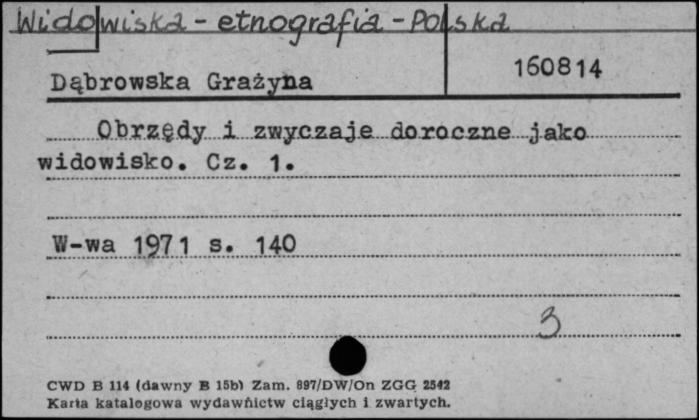 Widowiska - etnografia - Polska
Dąbrowska Grażyna
160814
Obrzędy i zwyczaje doroczne jako
widowisko. Cz. 1.
W-wa 1971 s. 140
3
CWD B 114 (dawny B 15b) Zam. 897/DW/On ZGG 2542
Karta katalogowa wydawnictw ciągłych i zwartych.